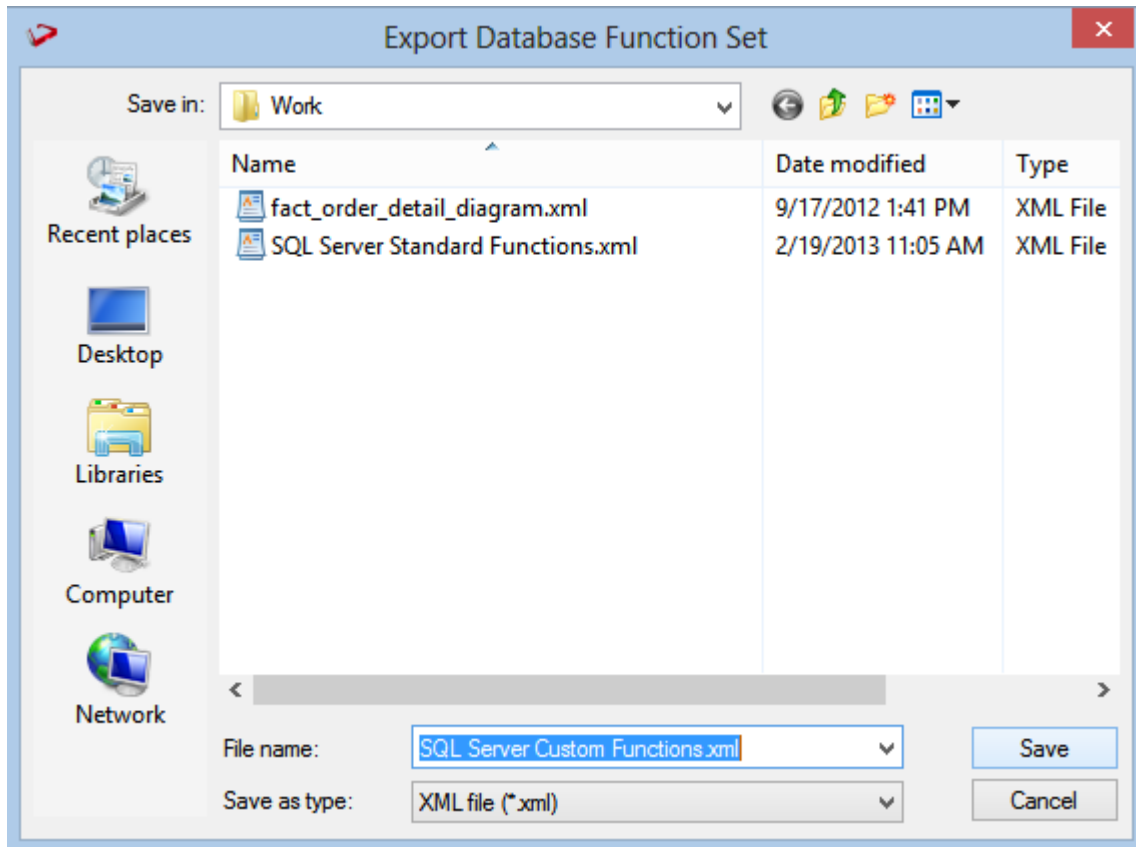 Export Database Function Set
Save in: Work
Name Date modified Type
fact_order_detail_diagram.xml 9/17/2012 1:41 PM XML File
SQL Server Standard Functions.xml 2/19/2013 11:05 AM XML File
Recent places
Desktop
Libraries
Computer
Network
File name: SQL Server Custom Functions.xml Save
Save as type: XML file (*.xml) Cancel